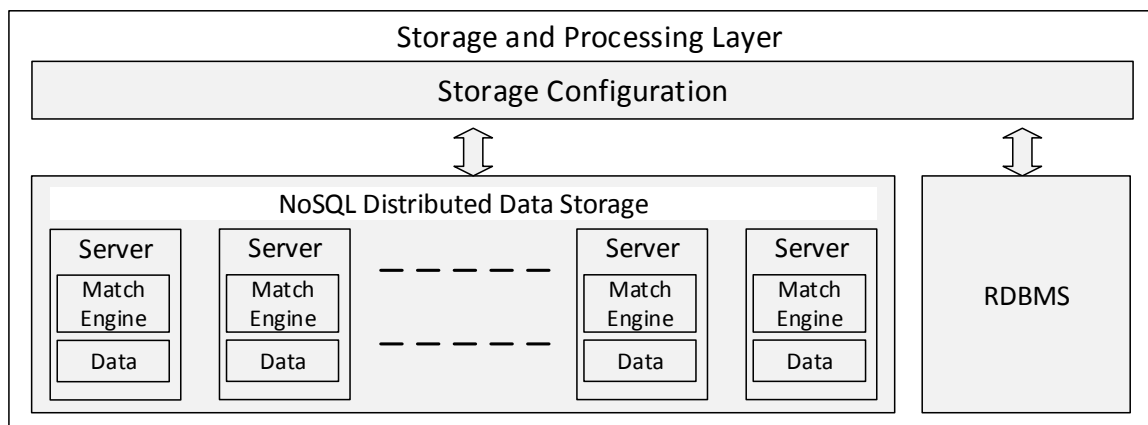 Storage and Processing Layer
Storage Configuration
NoSQL Distributed Data Storage
Server
Match
Engine
Data
Server
Match
Engine
Data
Server
Match
Engine
Data
Server
Match
Engine
Data
RDBMS